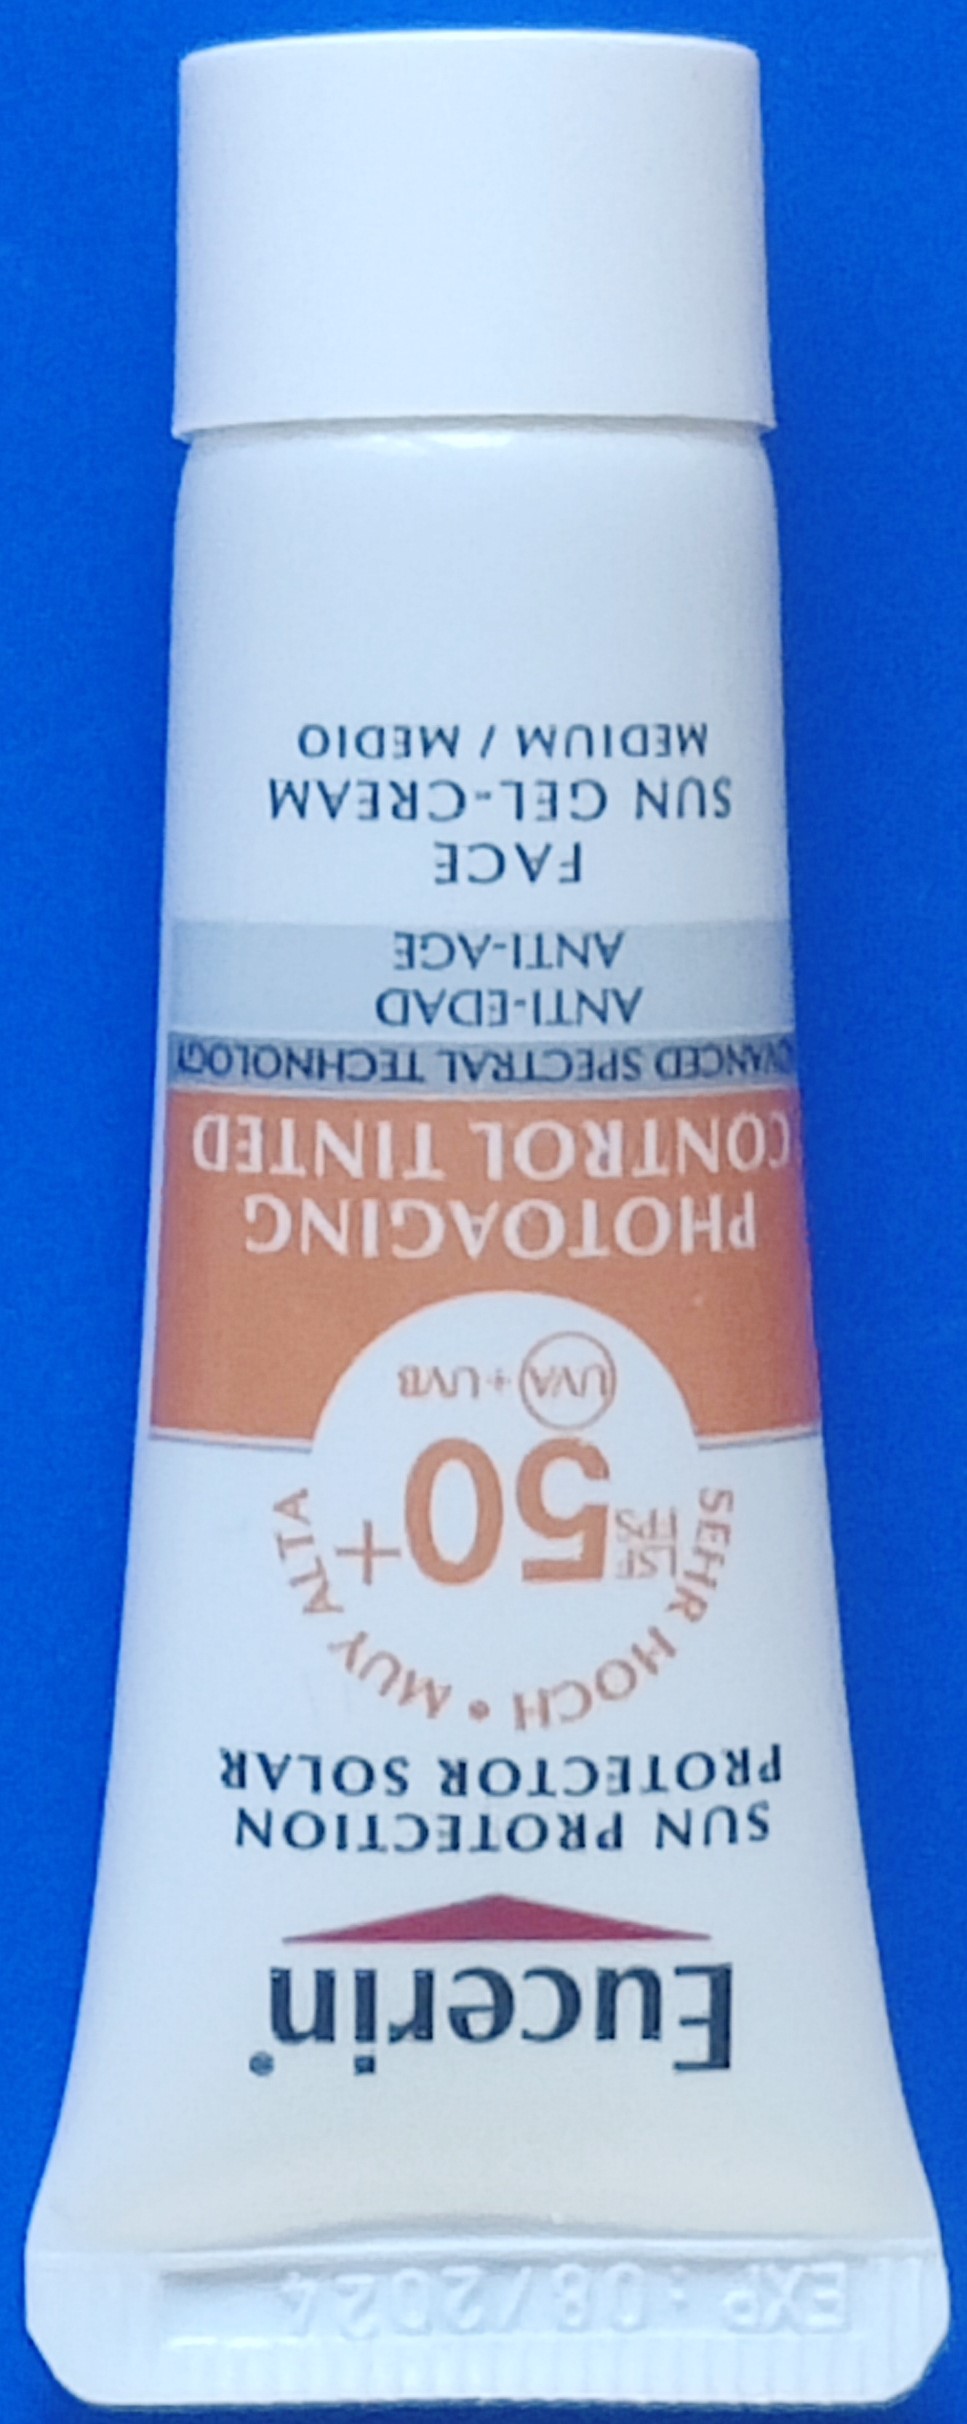 EXP: 08/2024
Eucerin®
SUN PROTECTION
PROTECTOR SOLAR
SEHR HOCH • MUY ALTA
LSF
FPS
50+
UVA + UVB
PHOTOAGING
CONTROL TINTED
ADVANCED SPECTRAL TECHNOLOGY
ANTI-EDAD
ANTI-AGE
FACE
SUN GEL-CREAM
MEDIUM / MEDIO